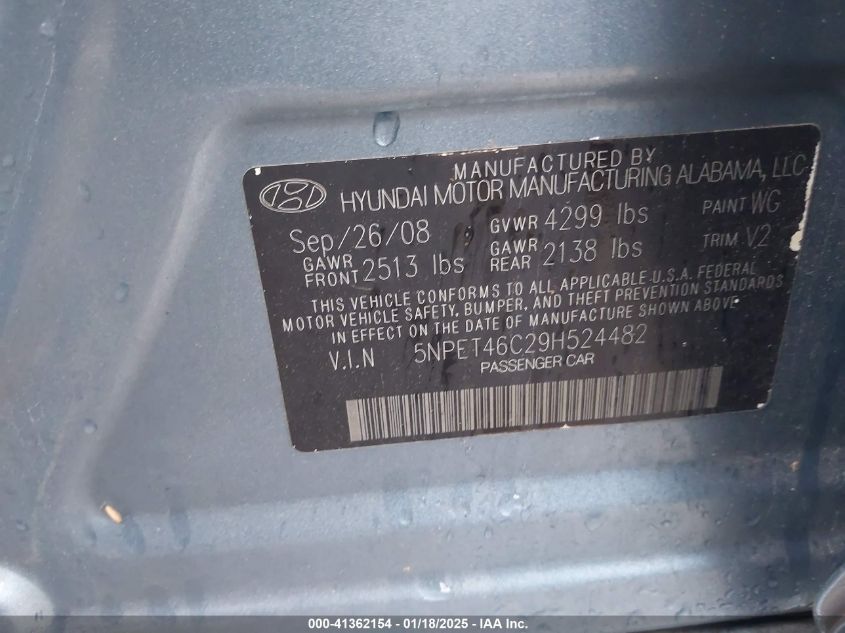 MANUFACTURED BY
HYUNDAI MOTOR MANUFACTURING ALABAMA, LLC
Sep/26/08 GVWR 4299 lbs PAINT WG
GAWR FRONT 2513 lbs GAWR REAR 2138 lbs TRIM V2
THIS VEHICLE CONFORMS TO ALL APPLICABLE U.S.A. FEDERAL
MOTOR VEHICLE SAFETY, BUMPER, AND THEFT PREVENTION STANDARDS
IN EFFECT ON THE DATE OF MANUFACTURE SHOWN ABOVE
V.I.N 5NPET46C29H524482
PASSENGER CAR
000-41362154 - 01/18/2025 - IAA Inc.